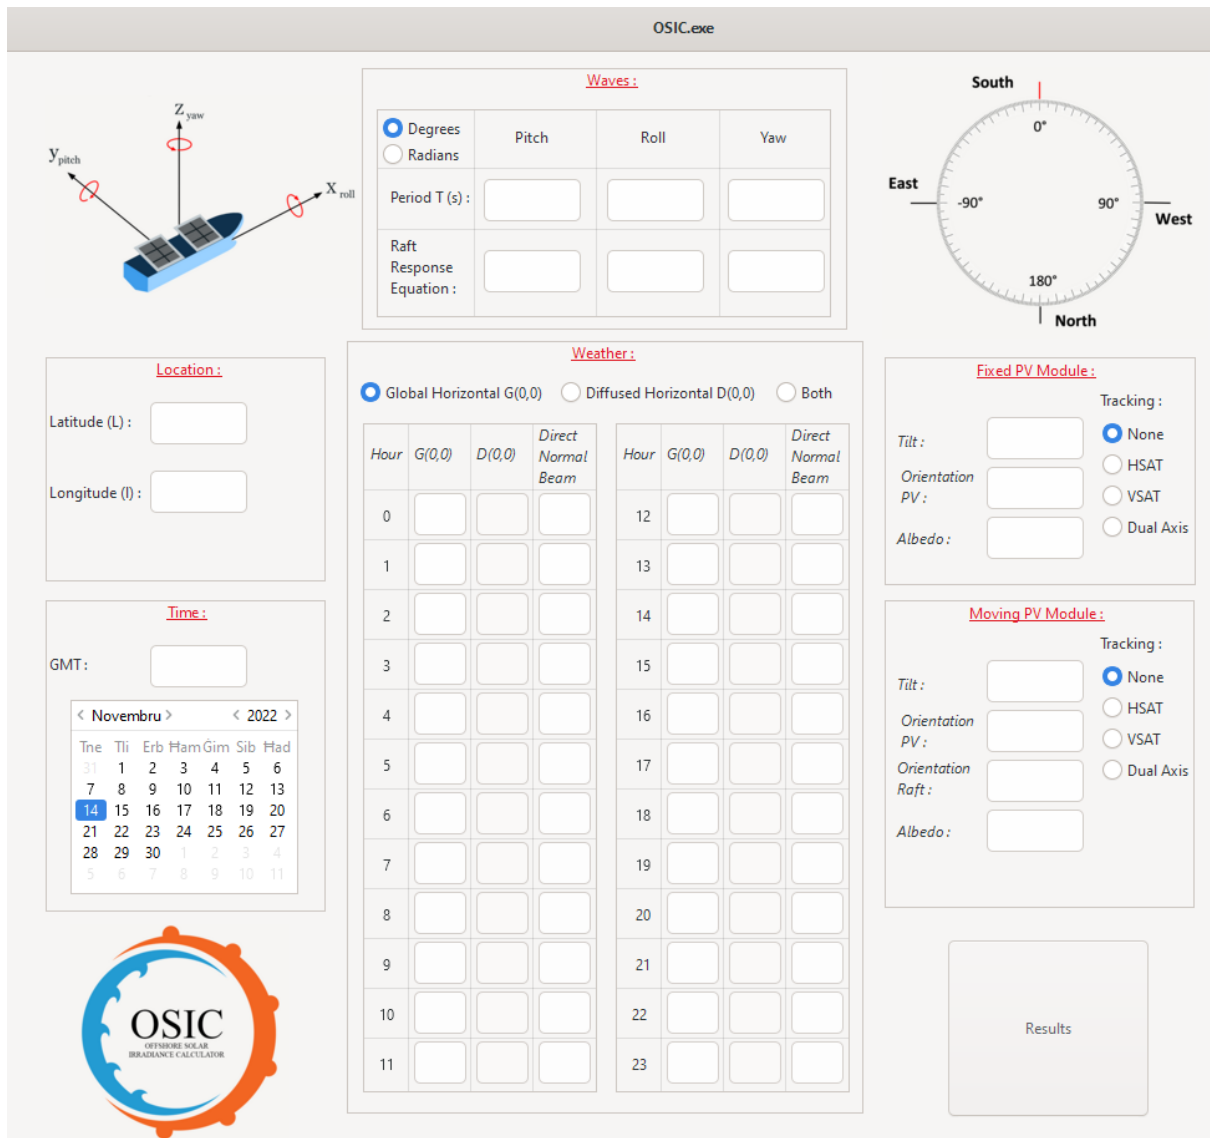 OSIC.exe
Z yaw
y pitch
X roll
Waves :
Degrees
Radians
Pitch
Roll
Yaw
Period T (s) :
Raft
Response
Equation :
South
0°
East
-90°
90°
West
180°
North
Location :
Latitude (L) :
Longitude (l) :
Time :
GMT :
< Novembru > < 2022 >
Tne Tli Erb Ħam Ġim Sib Ħad
31 1 2 3 4 5 6
7 8 9 10 11 12 13
14 15 16 17 18 19 20
21 22 23 24 25 26 27
28 29 30 1 2 3 4
5 6 7 8 9 10 11
OSIC
OFFSHORE SOLAR
IRRADIANCE CALCULATOR
Weather :
Global Horizontal G(0,0) Diffused Horizontal D(0,0) Both
Hour G(0,0) D(0,0) Direct
Normal
Beam
0
1
2
3
4
5
6
7
8
9
10
11
Hour G(0,0) D(0,0) Direct
Normal
Beam
12
13
14
15
16
17
18
19
20
21
22
23
Fixed PV Module :
Tracking :
Tilt :
Orientation
PV :
Albedo :
None
HSAT
VSAT
Dual Axis
Moving PV Module :
Tracking :
Tilt :
Orientation
PV :
Orientation
Raft :
Albedo :
None
HSAT
VSAT
Dual Axis
Results